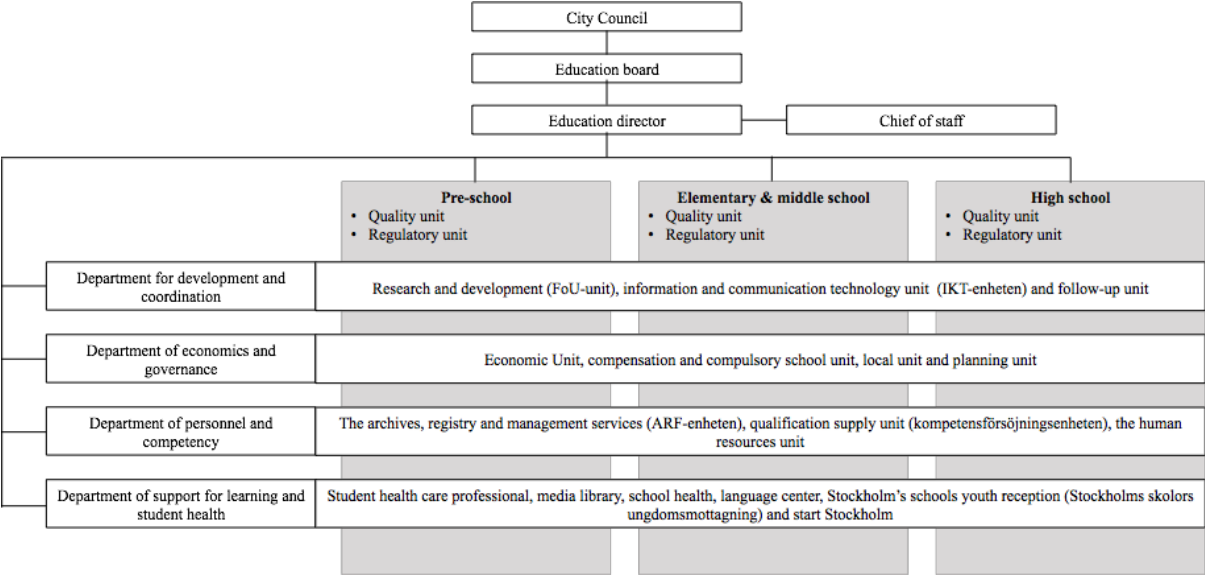 City Council
Education board
Education director
Chief of staff
Pre-school
• Quality unit
• Regulatory unit
Elementary & middle school
• Quality unit
• Regulatory unit
High school
• Quality unit
• Regulatory unit
Department for development and
coordination
Research and development (FoU-unit), information and communication technology unit (IKT-enheten) and follow-up unit
Department of economics and
governance
Economic Unit, compensation and compulsory school unit, local unit and planning unit
Department of personnel and
competency
The archives, registry and management services (ARF-enheten), qualification supply unit (kompetensförsöjningsenheten), the human
resources unit
Department of support for learning and
student health
Student health care professional, media library, school health, language center, Stockholm's schools youth reception (Stockholms skolors
ungdomsmottagning) and start Stockholm